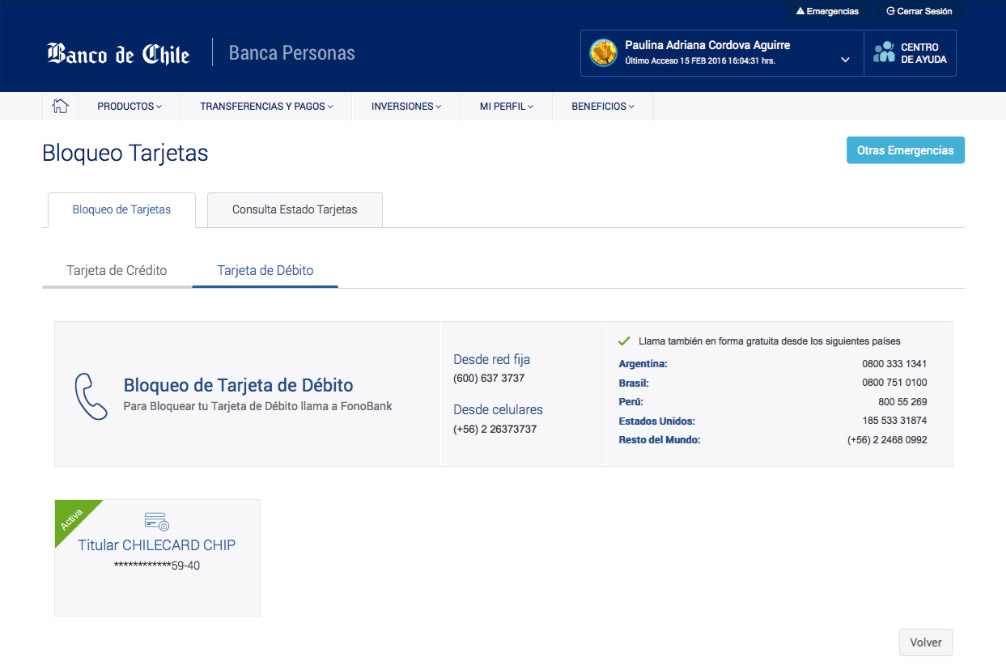 Emergencias
Cerrar Sesión
Banco de Chile
Banca Personas
Paulina Adriana Cordova Aguirre
Último Acceso 15 FEB 2016 16:04:31 hrs.
CENTRO
DE AYUDA
PRODUCTOS
TRANSFERENCIAS Y PAGOS
INVERSIONES
MI PERFIL
BENEFICIOS
Bloqueo Tarjetas
Otras Emergencias
Bloqueo de Tarjetas
Consulta Estado Tarjetas
Tarjeta de Crédito
Tarjeta de Débito
Bloqueo de Tarjeta de Débito
Para Bloquear tu Tarjeta de Débito llama a FonoBank
Desde red fija
(600) 637 3737
Desde celulares
(+56) 2 26373737
Llama también en forma gratuita desde los siguientes países
Argentina: 0800 333 1341
Brasil: 0800 751 0100
Perú: 800 55 269
Estados Unidos: 185 533 31874
Resto del Mundo: (+56) 2 2468 0992
Activa
Titular CHILECARD CHIP
************59-40
Volver